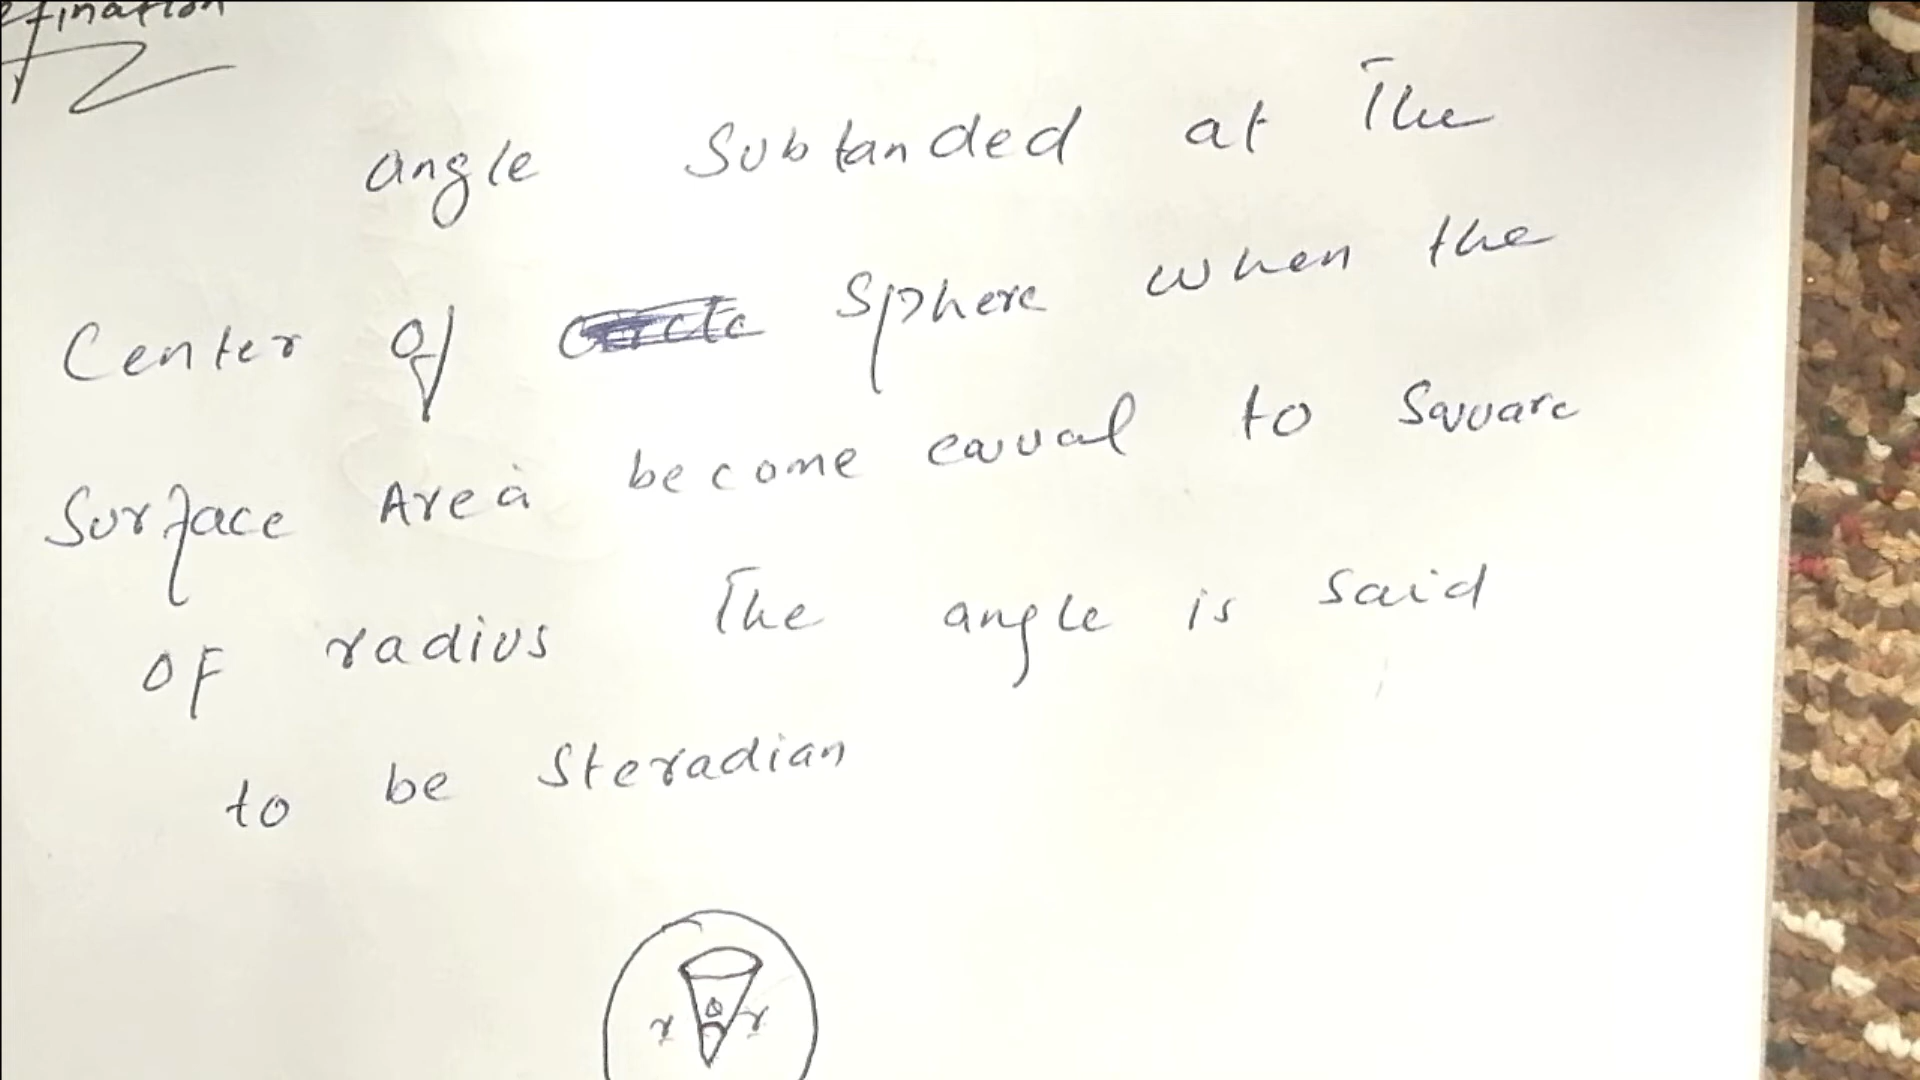 efination
angle Subtanded at The
Center of Sphere when the
Surface Area become equal to Square
OF radius The angle is said
to be Steradian
θ
r r